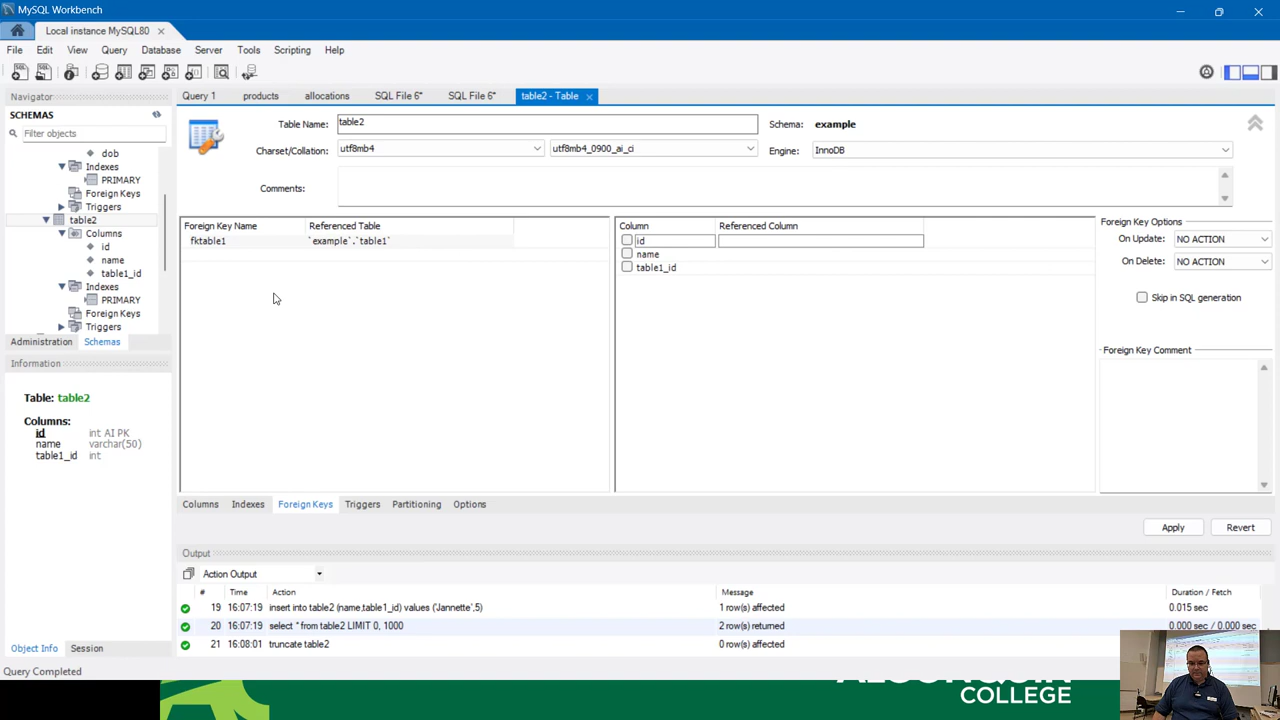 MySQL Workbench
Local instance MySQL80
File Edit View Query Database Server Tools Scripting Help
Navigator
SCHEMAS
Filter objects
dob
Indexes
PRIMARY
Foreign Keys
Triggers
table2
Columns
id
name
table1_id
Indexes
PRIMARY
Foreign Keys
Triggers
Administration Schemas
Information
Table: table2
Columns:
id int AI PK
name varchar(50)
table1_id int
Object Info Session
Query Completed
Query 1 products allocations SQL File 6* SQL File 6* table2 - Table
Table Name: table2 Schema: example
Charset/Collation: utf8mb4 utf8mb4_0900_ai_ci Engine: InnoDB
Comments:
Foreign Key Name Referenced Table
fktable1 `example`.`table1`
Column Referenced Column
id
name
table1_id
Foreign Key Options
On Update: NO ACTION
On Delete: NO ACTION
Skip in SQL generation
Foreign Key Comment
Columns Indexes Foreign Keys Triggers Partitioning Options
Apply Revert
Output
Action Output
# Time Action Message Duration / Fetch
19 16:07:19 insert into table2 (name,table1_id) values ('Jannette',5) 1 row(s) affected 0.015 sec
20 16:07:19 select * from table2 LIMIT 0, 1000 2 row(s) returned 0.000 sec / 0.000 sec
21 16:08:01 truncate table2 0 row(s) affected
COLLEGE